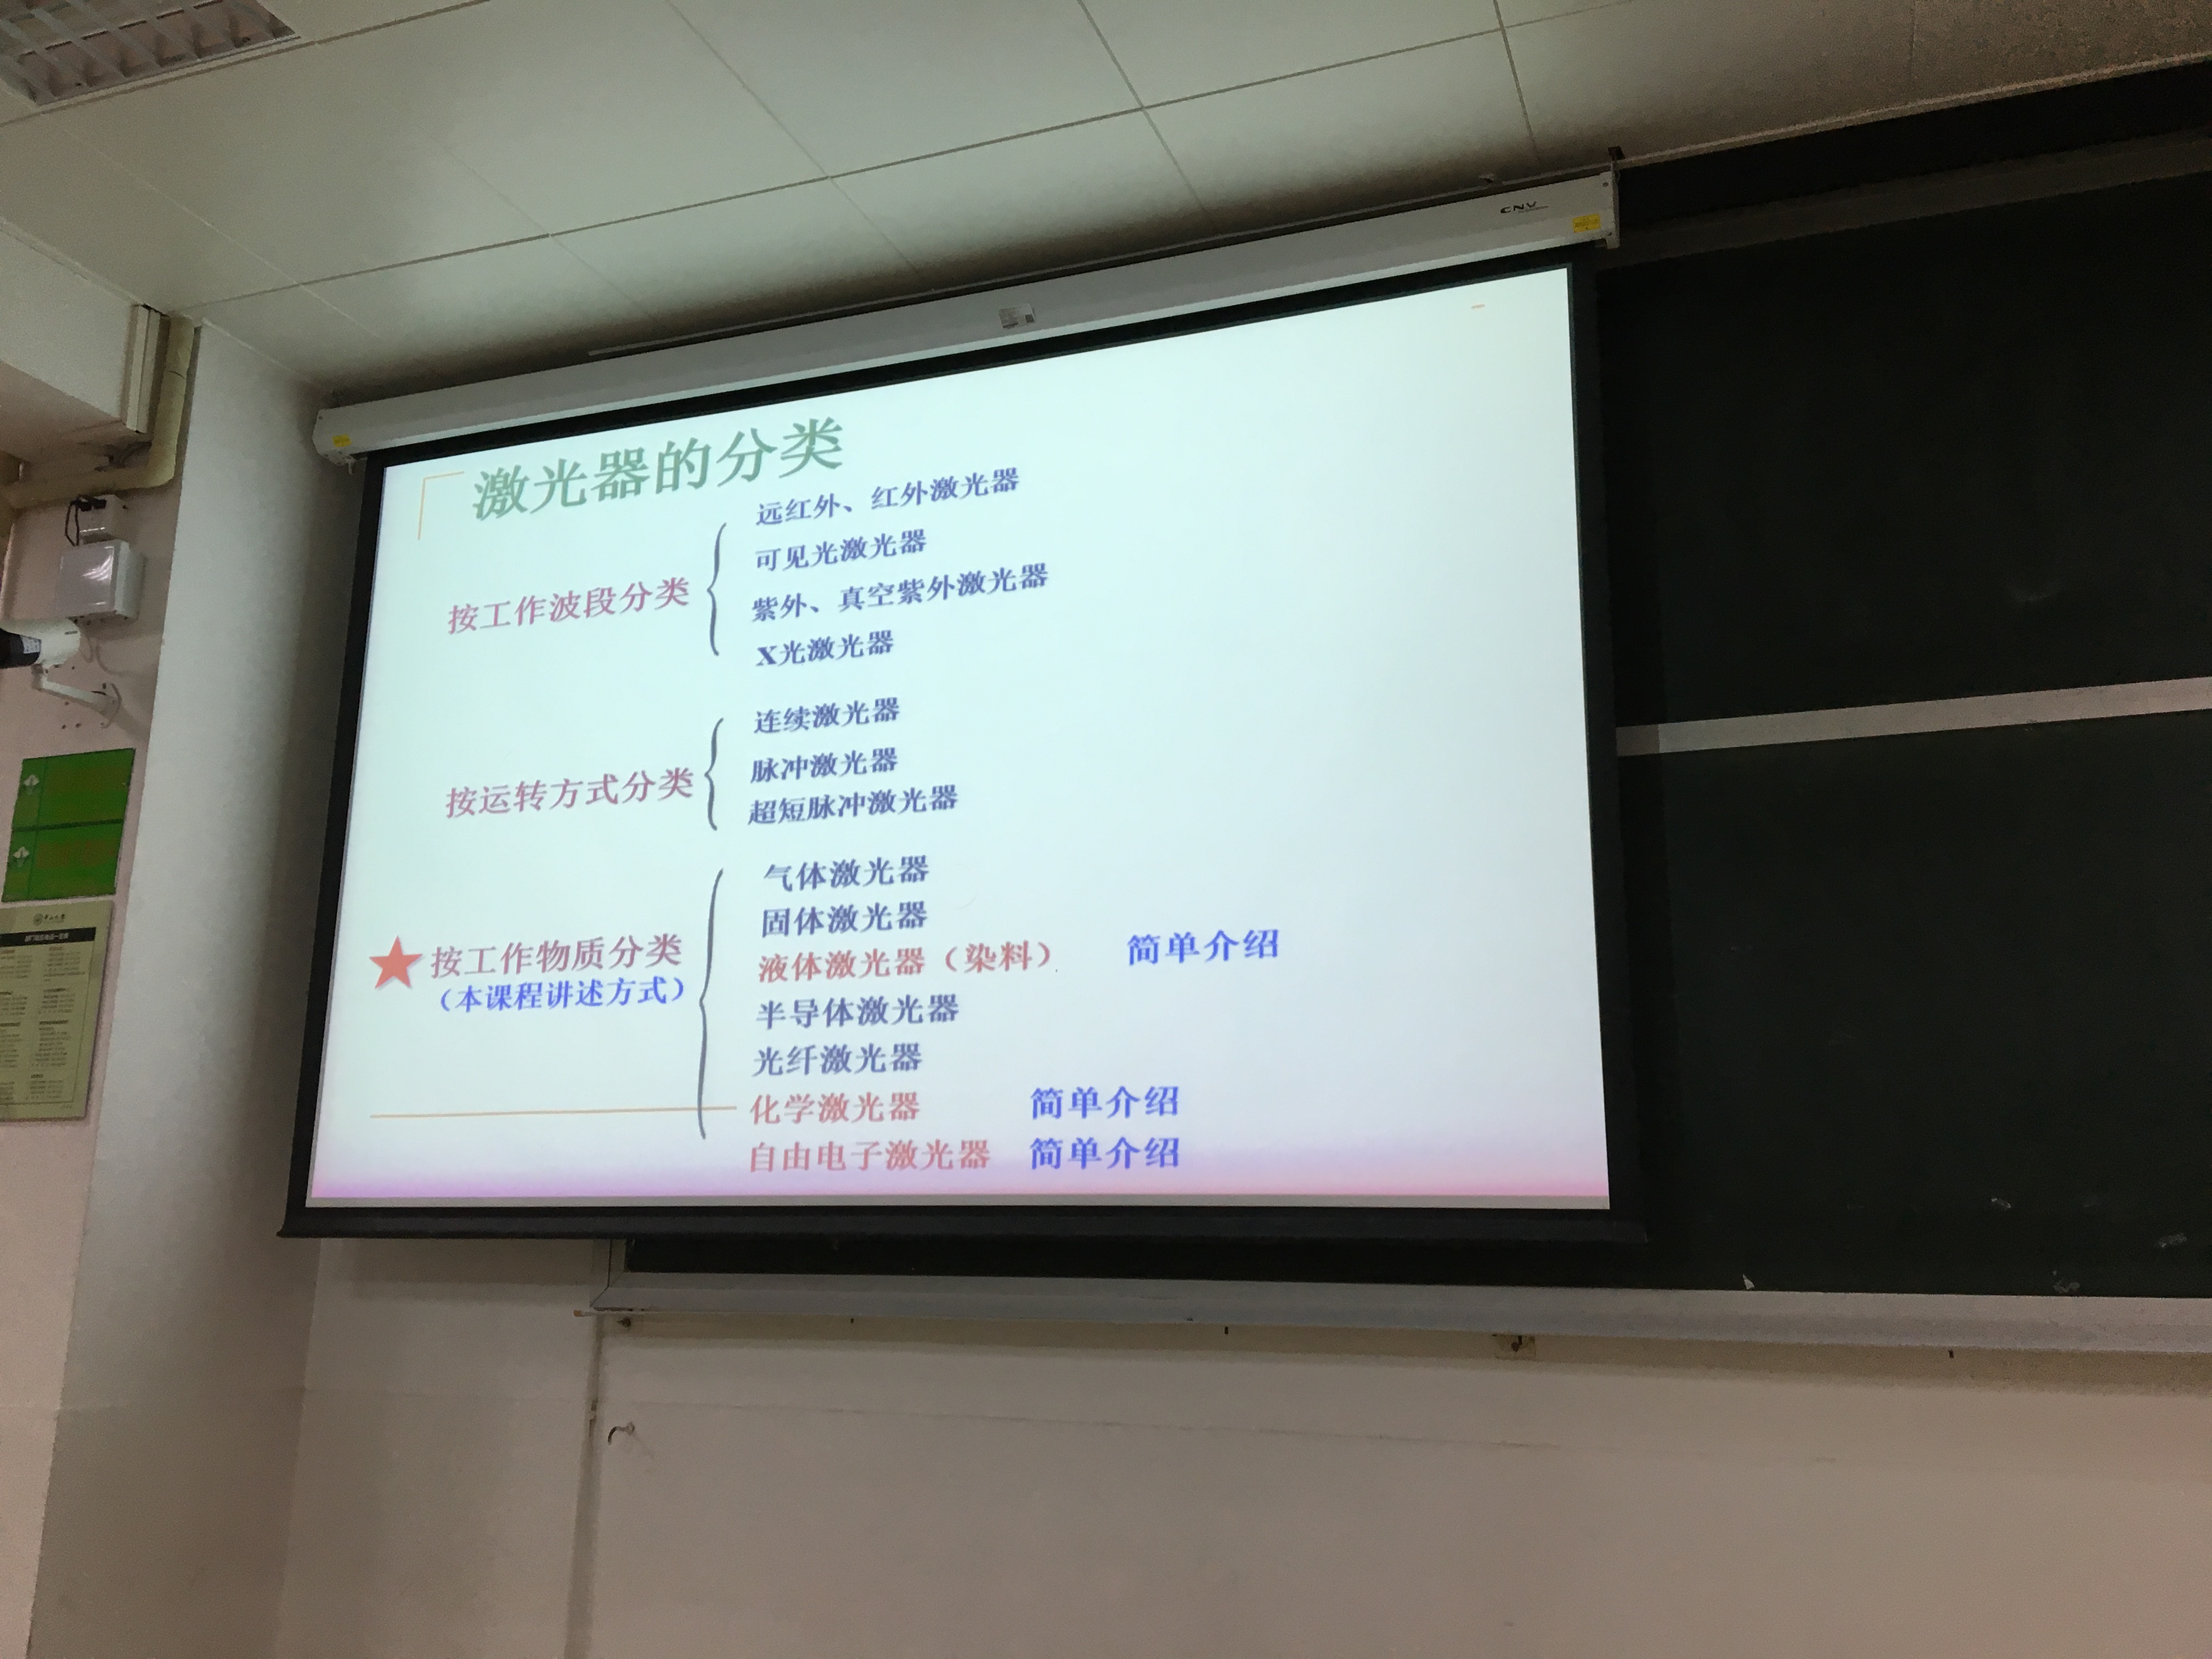 CNV
激光器的分类
按工作波段分类
远红外、红外激光器
可见光激光器
紫外、真空紫外激光器
X光激光器
按运转方式分类
连续激光器
脉冲激光器
超短脉冲激光器
★按工作物质分类
（本课程讲述方式）
气体激光器
固体激光器
液体激光器（染料） 简单介绍
半导体激光器
光纤激光器
化学激光器 简单介绍
自由电子激光器 简单介绍